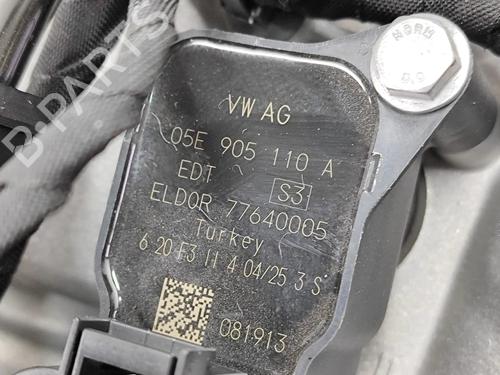 VW AG
05E 905 110 A
EDT S3
ELDOR 77640005
Turkey
6 20 F3 11 4 04/25 3 S
081913
B-PARTS